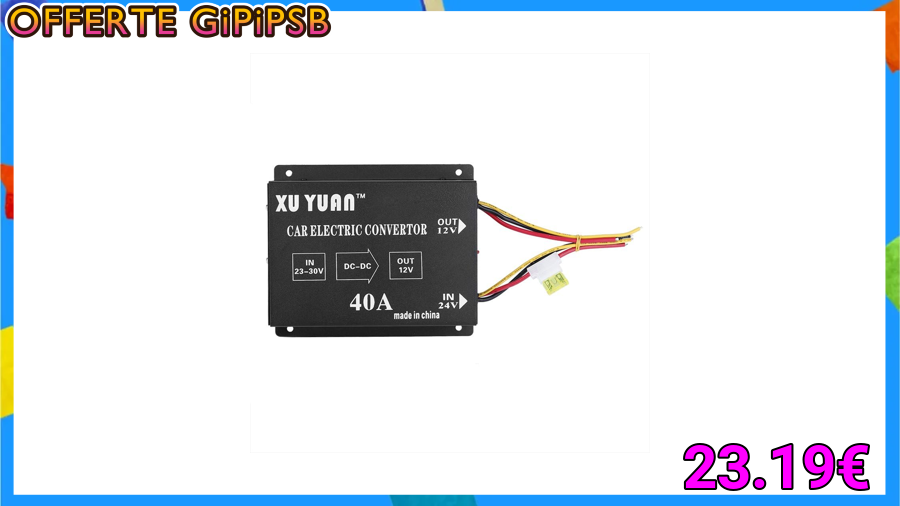 OFFERTE GiPiPSB
XU YUAN™
CAR ELECTRIC CONVERTOR
OUT
12V
IN
23-30V
DC-DC
OUT
12V
40A
IN
24V
made in china
23.19€